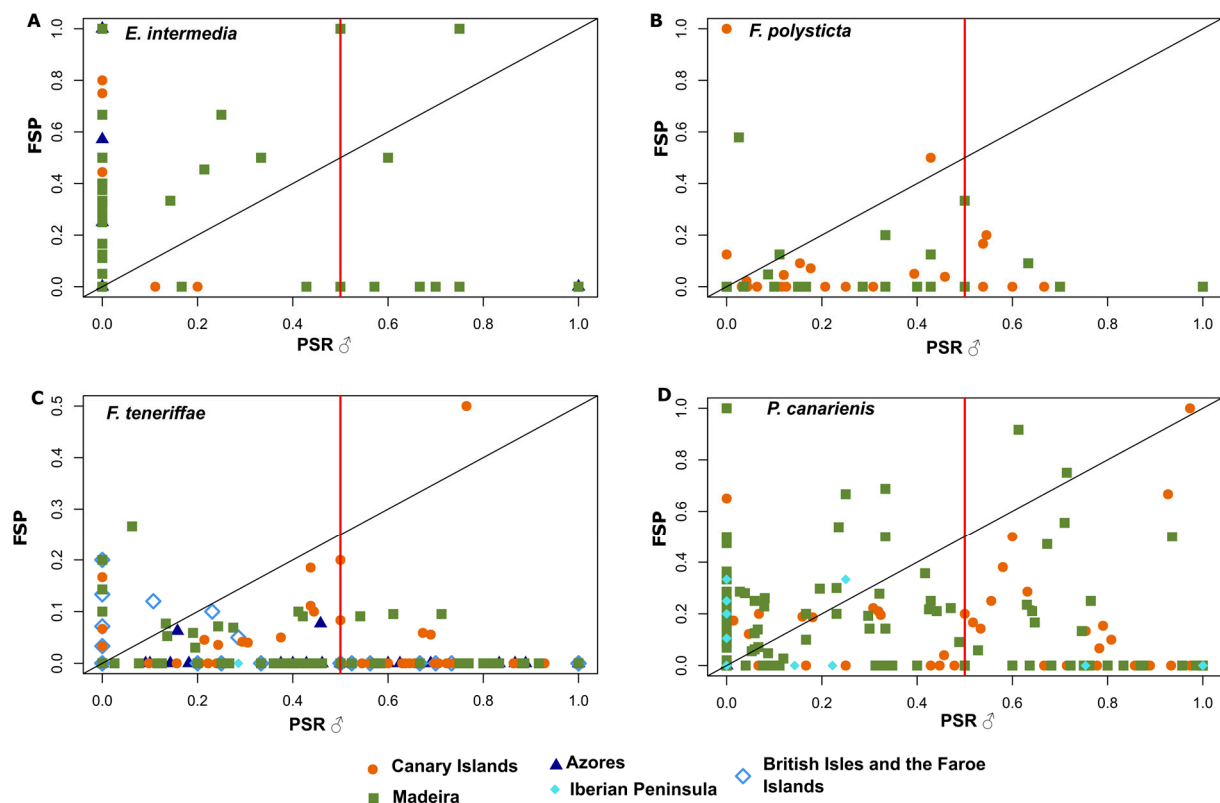 A
E. intermedia
FSP
1.0
0.8
0.6
0.4
0.2
0.0
0.0 0.2 0.4 0.6 0.8 1.0
PSR ♂
B
F. polysticta
FSP
1.0
0.8
0.6
0.4
0.2
0.0
0.0 0.2 0.4 0.6 0.8 1.0
PSR ♂
C
F. teneriffae
FSP
0.5
0.4
0.3
0.2
0.1
0.0
0.0 0.2 0.4 0.6 0.8 1.0
PSR ♂
D
P. canarienis
FSP
1.0
0.8
0.6
0.4
0.2
0.0
0.0 0.2 0.4 0.6 0.8 1.0
PSR ♂
Canary Islands
Madeira
Azores
Iberian Peninsula
British Isles and the Faroe
Islands